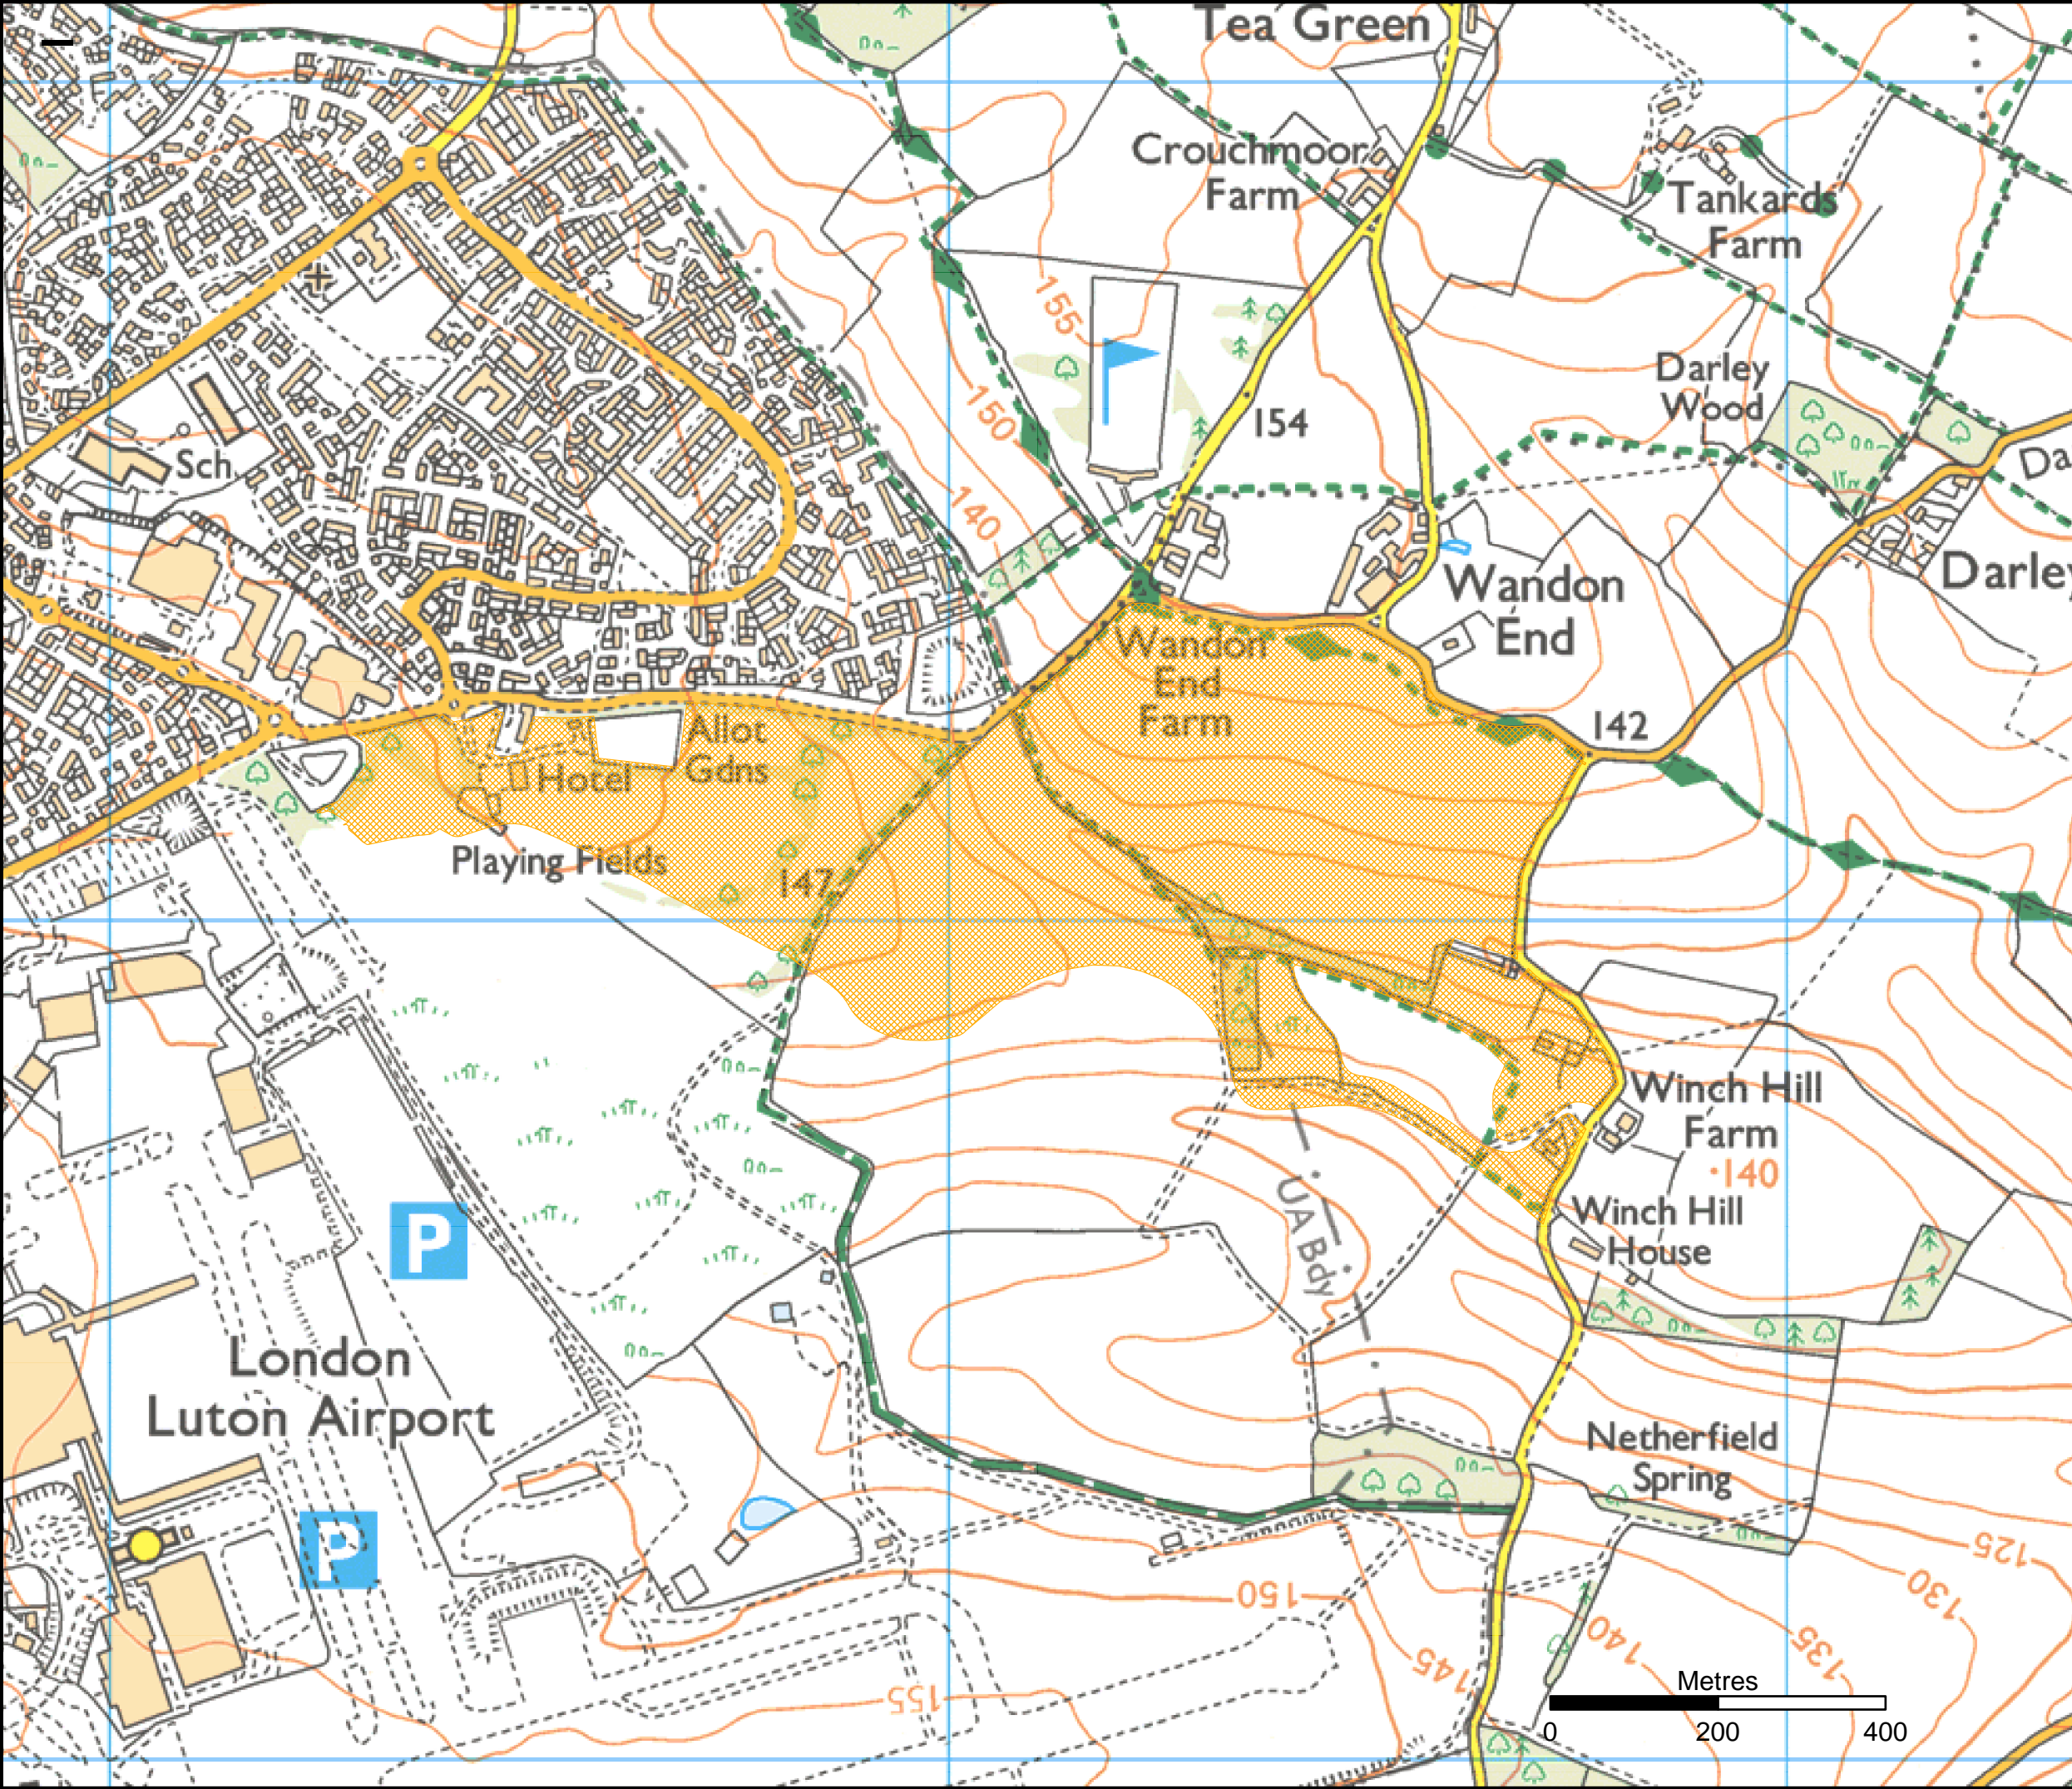 Tea Green
Crouchmoor
Farm
Tankards
Farm
155
Darley
Wood
150
154
Sch
Da
140
Darley
Wandon
End
Wandon
End
Farm
142
Allot
Gdns
Hotel
Playing Fields
147
Winch Hill
Farm
140
UA Bdy
Winch Hill
House
P
London
Luton Airport
Netherfield
Spring
P
125
130
150
140
135
145
155
Metres
0 200 400